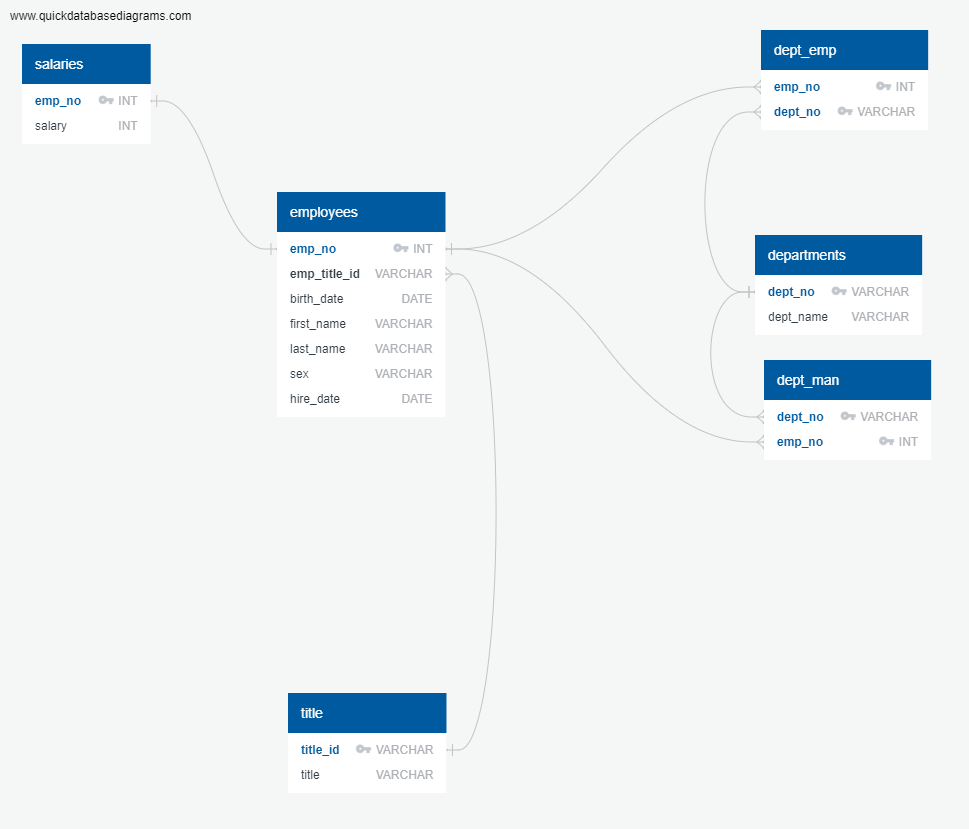 www.quickdatabasediagrams.com
salaries
emp_no INT
salary INT
employees
emp_no INT
emp_title_id VARCHAR
birth_date DATE
first_name VARCHAR
last_name VARCHAR
sex VARCHAR
hire_date DATE
title
title_id VARCHAR
title VARCHAR
dept_emp
emp_no INT
dept_no VARCHAR
departments
dept_no VARCHAR
dept_name VARCHAR
dept_man
dept_no VARCHAR
emp_no INT